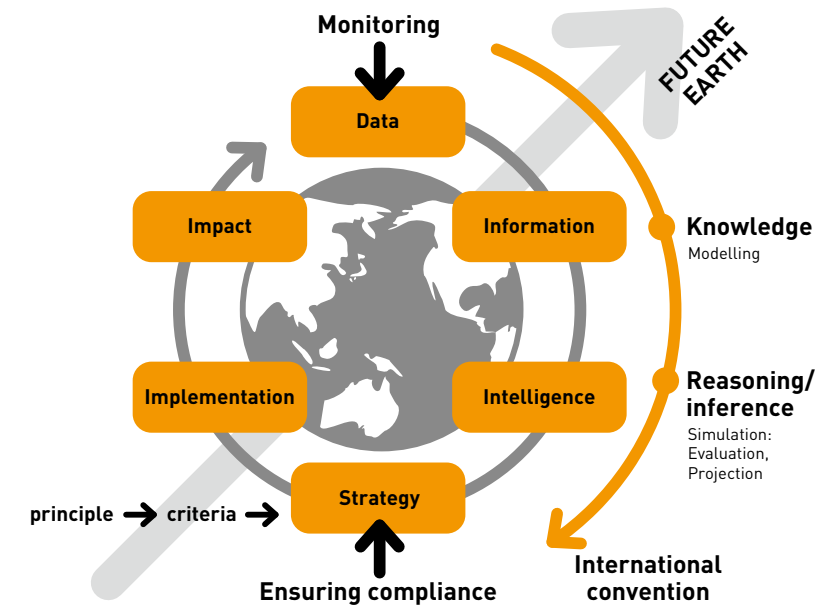 Monitoring
FUTURE
EARTH
Data
Impact
Information
Knowledge
Modelling
Implementation
Intelligence
Reasoning/
inference
Simulation:
Evaluation,
Projection
Strategy
principle
criteria
Ensuring compliance
International
convention